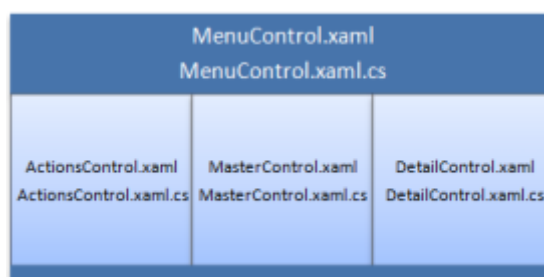 MenuControl.xaml
MenuControl.xaml.cs
ActionsControl.xaml
ActionsControl.xaml.cs
MasterControl.xaml
MasterControl.xaml.cs
DetailControl.xaml
DetailControl.xaml.cs